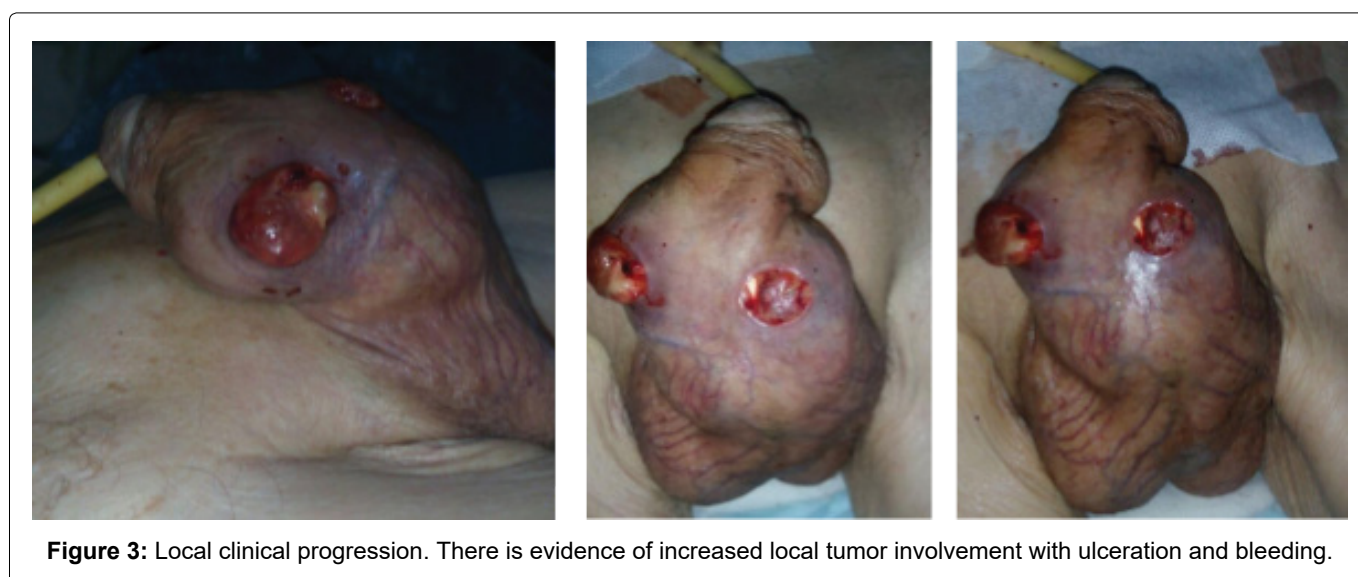 Figure 3: Local clinical progression. There is evidence of increased local tumor involvement with ulceration and bleeding.